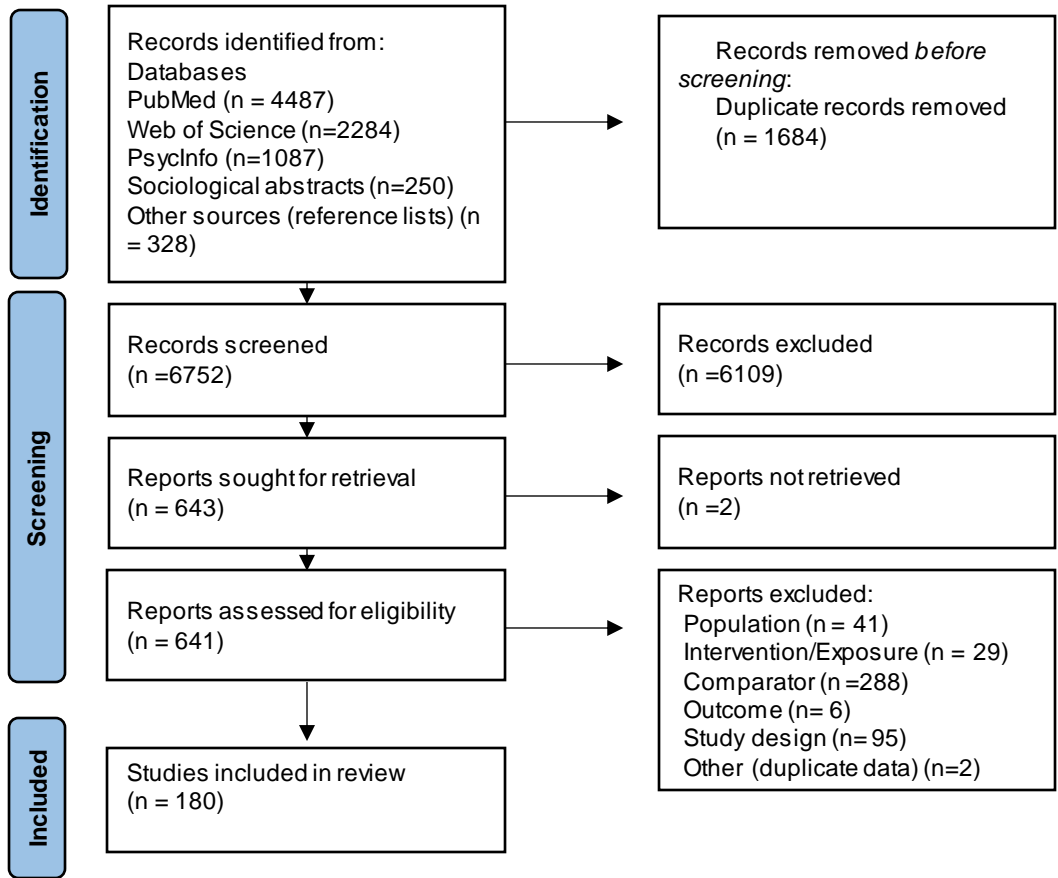 Identification
Records identified from:
Databases
PubMed (n = 4487)
Web of Science (n=2284)
PsycInfo (n=1087)
Sociological abstracts (n=250)
Other sources (reference lists) (n
= 328)
Records removed before
screening:
Duplicate records removed
(n = 1684)
Screening
Records screened
(n =6752)
Records excluded
(n =6109)
Reports sought for retrieval
(n = 643)
Reports not retrieved
(n =2)
Reports assessed for eligibility
(n = 641)
Reports excluded:
Population (n = 41)
Intervention/Exposure (n = 29)
Comparator (n =288)
Outcome (n= 6)
Study design (n= 95)
Other (duplicate data) (n=2)
Included
Studies included in review
(n = 180)